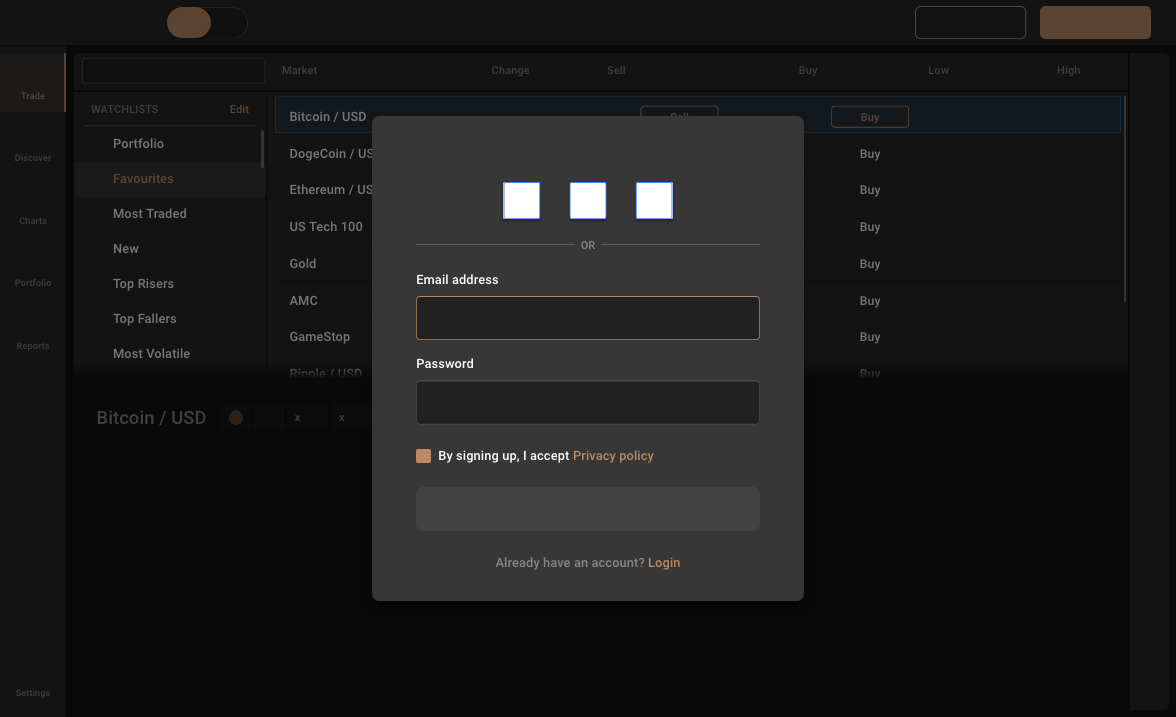 Market Change Sell Buy Low High
Trade
WATCHLISTS Edit
Bitcoin / USD Sell Buy
Portfolio
DogeCoin / US Buy
Discover
Favourites
Ethereum / US Buy
Most Traded
Charts
US Tech 100 Buy
New
OR
Gold Buy
Portfolio
Top Risers
Email address
AMC Buy
Top Fallers
GameStop Buy
Reports
Most Volatile
Password
Ripple / USD Buy
Bitcoin / USD x x
By signing up, I accept Privacy policy
Already have an account? Login
Settings